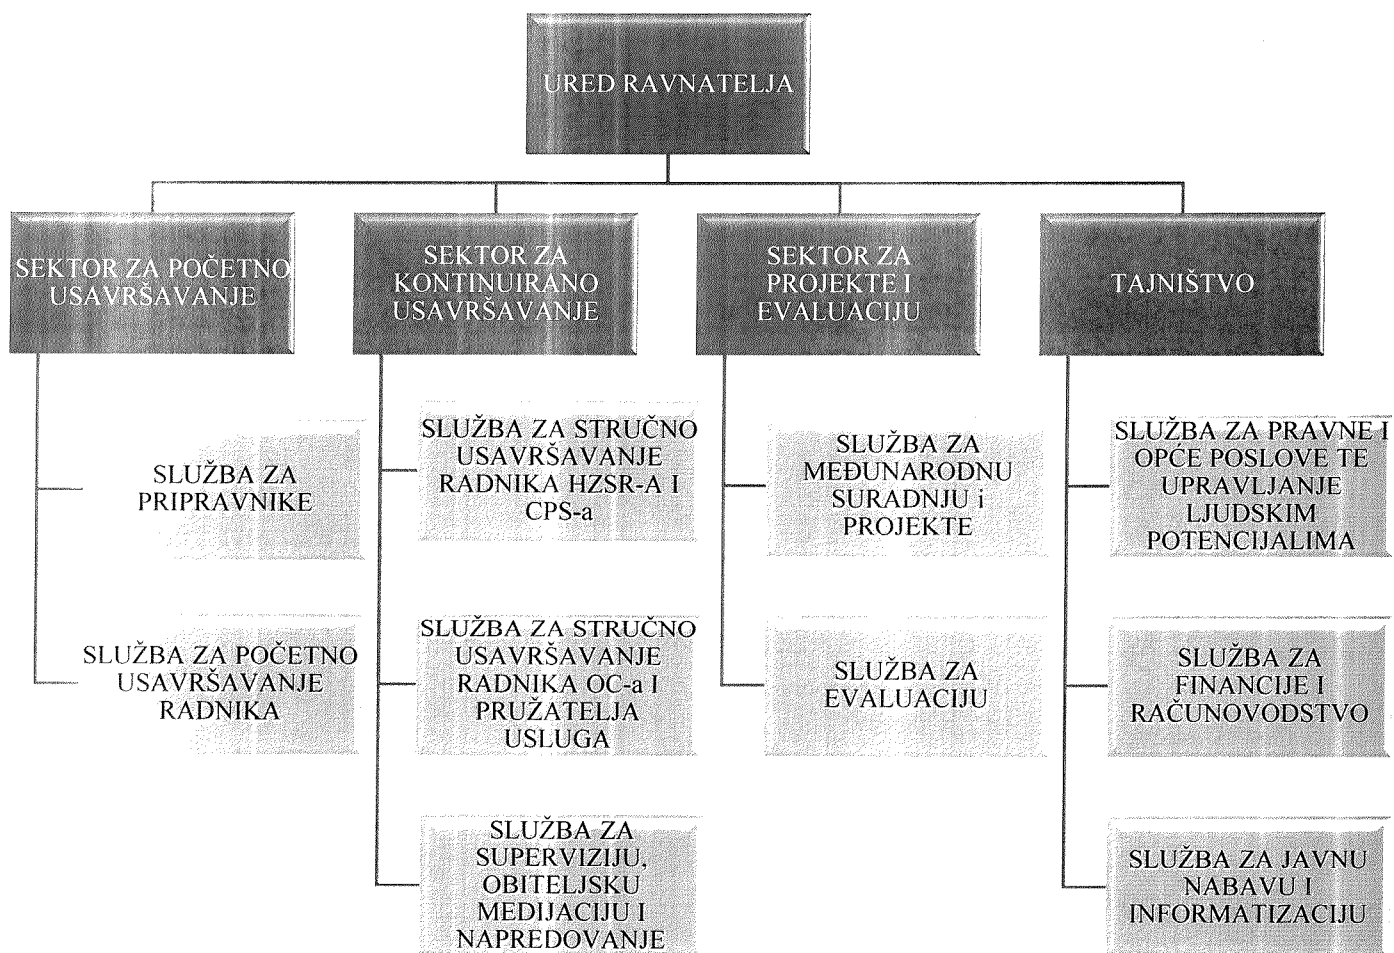 URED RAVNATELJA
SEKTOR ZA POČETNO
USAVRŠAVANJE
SEKTOR ZA
KONTINUIRANO
USAVRŠAVANJE
SEKTOR ZA
PROJEKTE I
EVALUACIJU
TAJNIŠTVO
SLUŽBA ZA
PRIPRAVNIKE
SLUŽBA ZA POČETNO
USAVRŠAVANJE
RADNIKA
SLUŽBA ZA STRUČNO
USAVRŠAVANJE
RADNIKA HZSR-A I
CPS-a
SLUŽBA ZA STRUČNO
USAVRŠAVANJE
RADNIKA OC-a I
PRUŽATELJA
USLUGA
SLUŽBA ZA
SUPERVIZIJU,
OBITELJSKU
MEDIJACIJU I
NAPREDOVANJE
SLUŽBA ZA
MEĐUNARODNU
SURADNJU i
PROJEKTE
SLUŽBA ZA
EVALUACIJU
SLUŽBA ZA PRAVNE I
OPĆE POSLOVE TE
UPRAVLJANJE
LJUDSKIM
POTENCIJALIMA
SLUŽBA ZA
FINANCIJE I
RAČUNOVODSTVO
SLUŽBA ZA JAVNU
NABAVU I
INFORMATIZACIJU